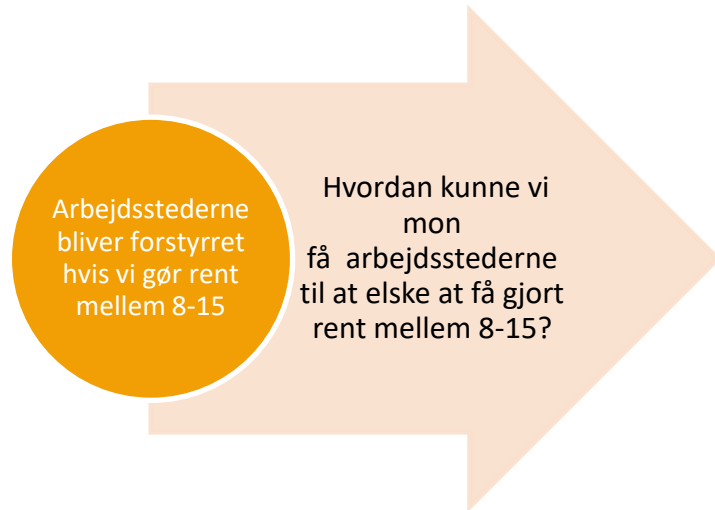 Arbejdsstederne
bliver forstyrret
hvis vi gør rent
mellem 8-15
Hvordan kunne vi
mon
få  arbejdsstederne
til at elske at få gjort
rent mellem 8-15?